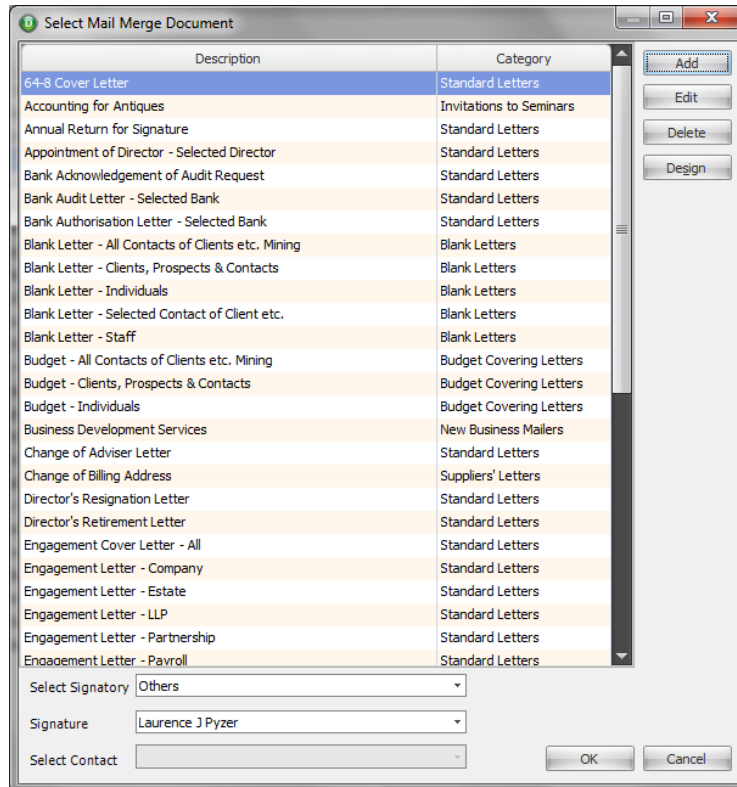 D Select Mail Merge Document
Description Category
Add
64-8 Cover Letter Standard Letters
Edit
Accounting for Antiques Invitations to Seminars
Annual Return for Signature Standard Letters
Delete
Appointment of Director - Selected Director Standard Letters
Design
Bank Acknowledgement of Audit Request Standard Letters
Bank Audit Letter - Selected Bank Standard Letters
Bank Authorisation Letter - Selected Bank Standard Letters
Blank Letter - All Contacts of Clients etc. Mining Blank Letters
Blank Letter - Clients, Prospects & Contacts Blank Letters
Blank Letter - Individuals Blank Letters
Blank Letter - Selected Contact of Client etc. Blank Letters
Blank Letter - Staff Blank Letters
Budget - All Contacts of Clients etc. Mining Budget Covering Letters
Budget - Clients, Prospects & Contacts Budget Covering Letters
Budget - Individuals Budget Covering Letters
Business Development Services New Business Mailers
Change of Adviser Letter Standard Letters
Change of Billing Address Suppliers' Letters
Director's Resignation Letter Standard Letters
Director's Retirement Letter Standard Letters
Engagement Cover Letter - All Standard Letters
Engagement Letter - Company Standard Letters
Engagement Letter - Estate Standard Letters
Engagement Letter - LLP Standard Letters
Engagement Letter - Partnership Standard Letters
Engagement Letter - Payroll Standard Letters
Select Signatory Others
Signature Laurence J Pyzer
Select Contact
OK Cancel